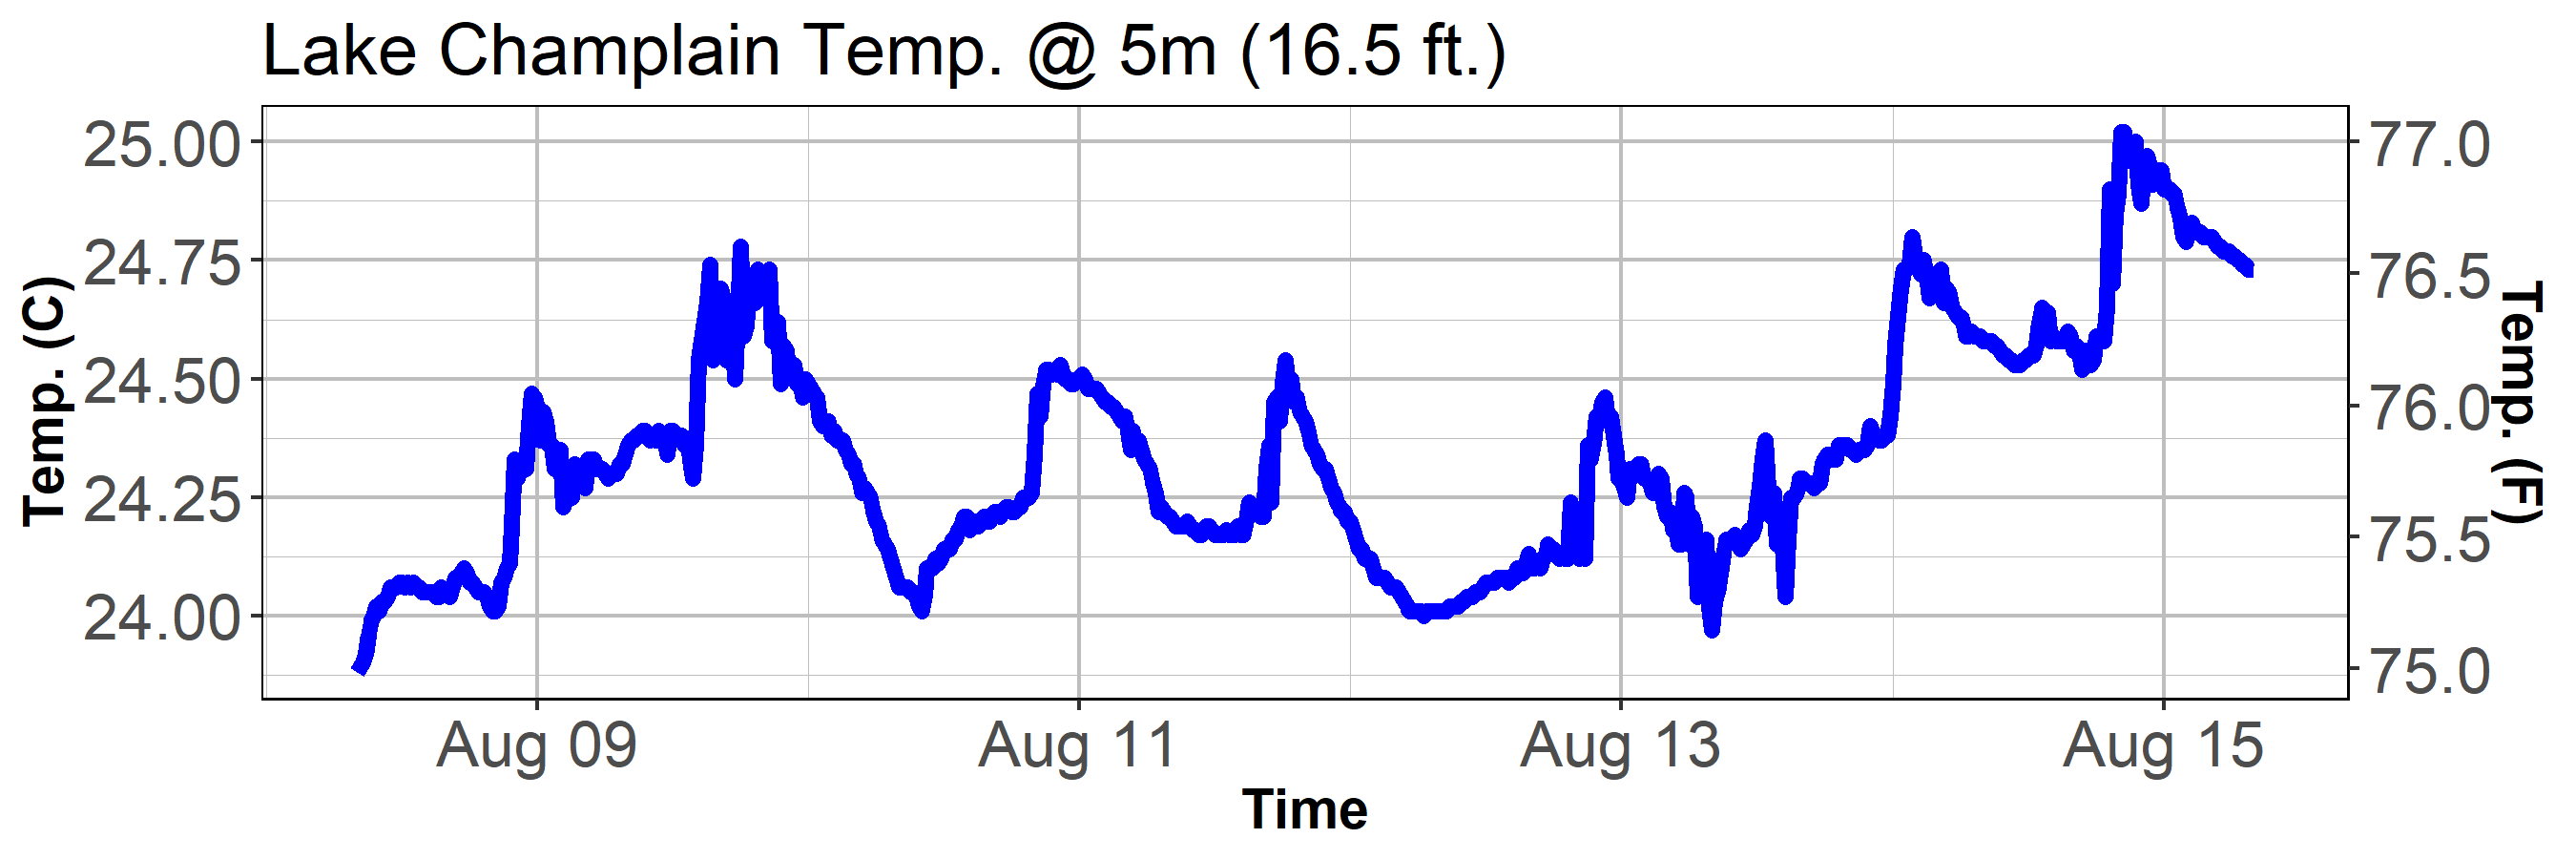 Lake Champlain Temp. @ 5m (16.5 ft.)
Temp. (C)
25.00
24.75
24.50
24.25
24.00
77.0
76.5
76.0
75.5
75.0
Temp. (F)
Aug 09 Aug 11 Aug 13 Aug 15
Time